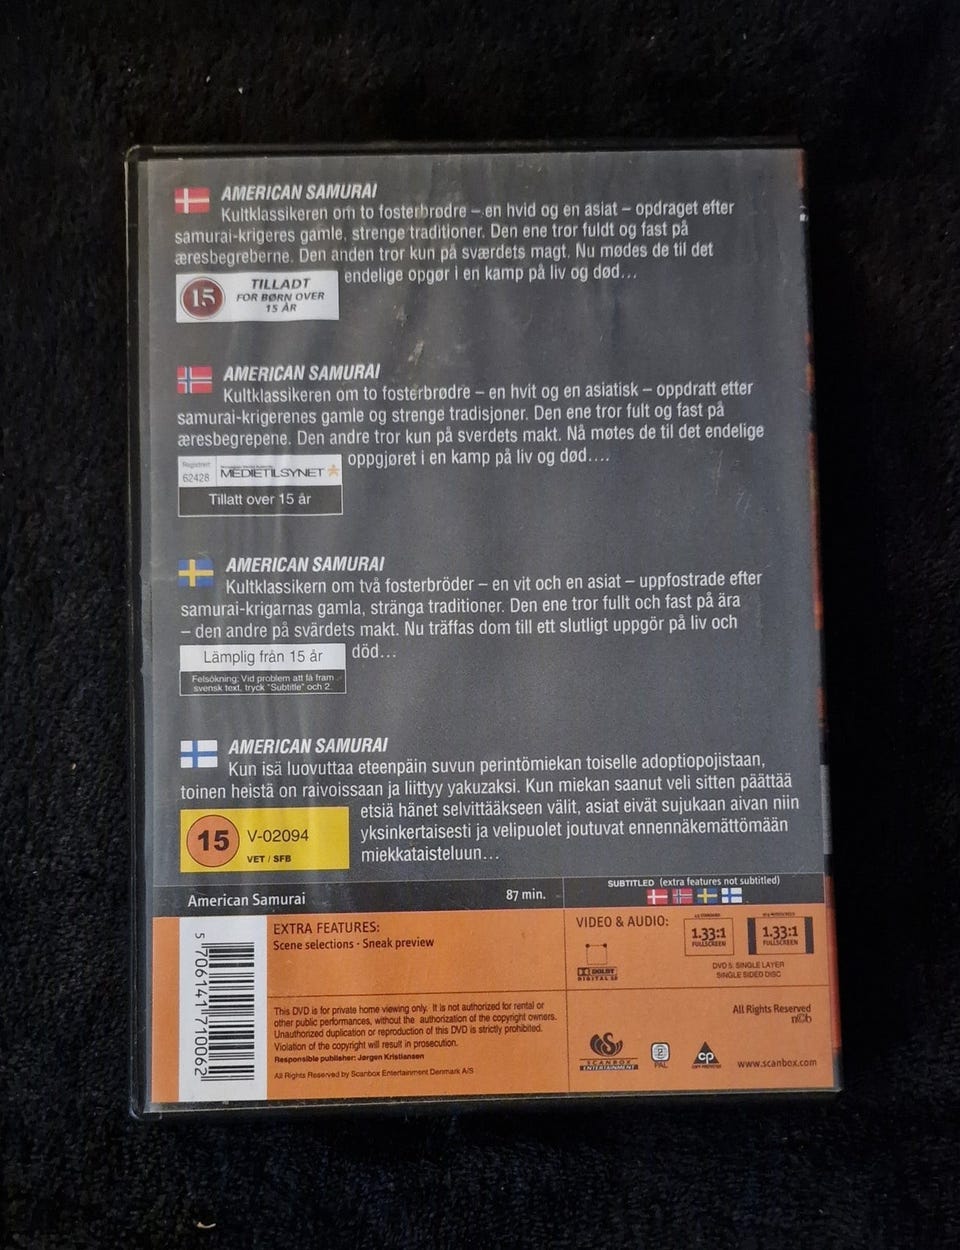 AMERICAN SAMURAI
Kultklassikeren om to fosterbrødre – en hvid og en asiat – opdraget efter
samurai-krigeres gamle, strenge traditioner. Den ene tror fuldt og fast på
æresbegreberne. Den anden tror kun på sværdets magt. Nu mødes de til det
endelige opgør i en kamp på liv og død...
15
TILLADT
FOR BØRN OVER
15 ÅR
AMERICAN SAMURAI
Kultklassikeren om to fosterbrødre – en hvit og en asiatisk – oppdratt etter
samurai-krigerenes gamle og strenge tradisjoner. Den ene tror fult og fast på
æresbegrepene. Den andre tror kun på sverdets makt. Nå møtes de til det endelige
oppgjøret i en kamp på liv og død....
Registrert
62428
MEDIETILSYNET
Tillatt over 15 år
AMERICAN SAMURAI
Kultklassikern om två fosterbröder – en vit och en asiat – uppfostrade efter
samurai-krigarnas gamla, stränga traditioner. Den ene tror fullt och fast på ära
– den andre på svärdets makt. Nu träffas dom till ett slutligt uppgör på liv och
död...
Lämplig från 15 år
Felsökning: Vid problem att få fram
svensk text, tryck "Subtitle" och 2.
AMERICAN SAMURAI
Kun isä luovuttaa eteenpäin suvun perintömiekan toiselle adoptiopojistaan,
toinen heistä on raivoissaan ja liittyy yakuzaksi. Kun miekan saanut veli sitten päättää
etsiä hänet selvittääkseen välit, asiat eivät sujukaan aivan niin
yksinkertaisesti ja velipuolet joutuvat ennennäkemättömään
miekkataisteluun...
15
V-02094
VET / SFB
American Samurai
87 min.
SUBTITLED (extra features not subtitled)
EXTRA FEATURES:
Scene selections - Sneak preview
VIDEO & AUDIO:
DOLBY
DIGITAL
1.33:1
FULLSCREEN
1.33:1
FULLSCREEN
DVD 5: SINGLE LAYER
SINGLE SIDED DISC
5 706141 710062
This DVD is for private home viewing only. It is not authorized for rental or
other public performances, without the authorization of the copyright owners.
Unauthorized duplication or reproduction of this DVD is strictly prohibited.
Violation of the copyright will result in prosecution.
Responsible publisher: Jørgen Kristiansen
All Rights Reserved by Scanbox Entertainment Denmark A/S
All Rights Reserved
ncb
SCANBOX
ENTERTAINMENT
2
PAL
CP
www.scanbox.com